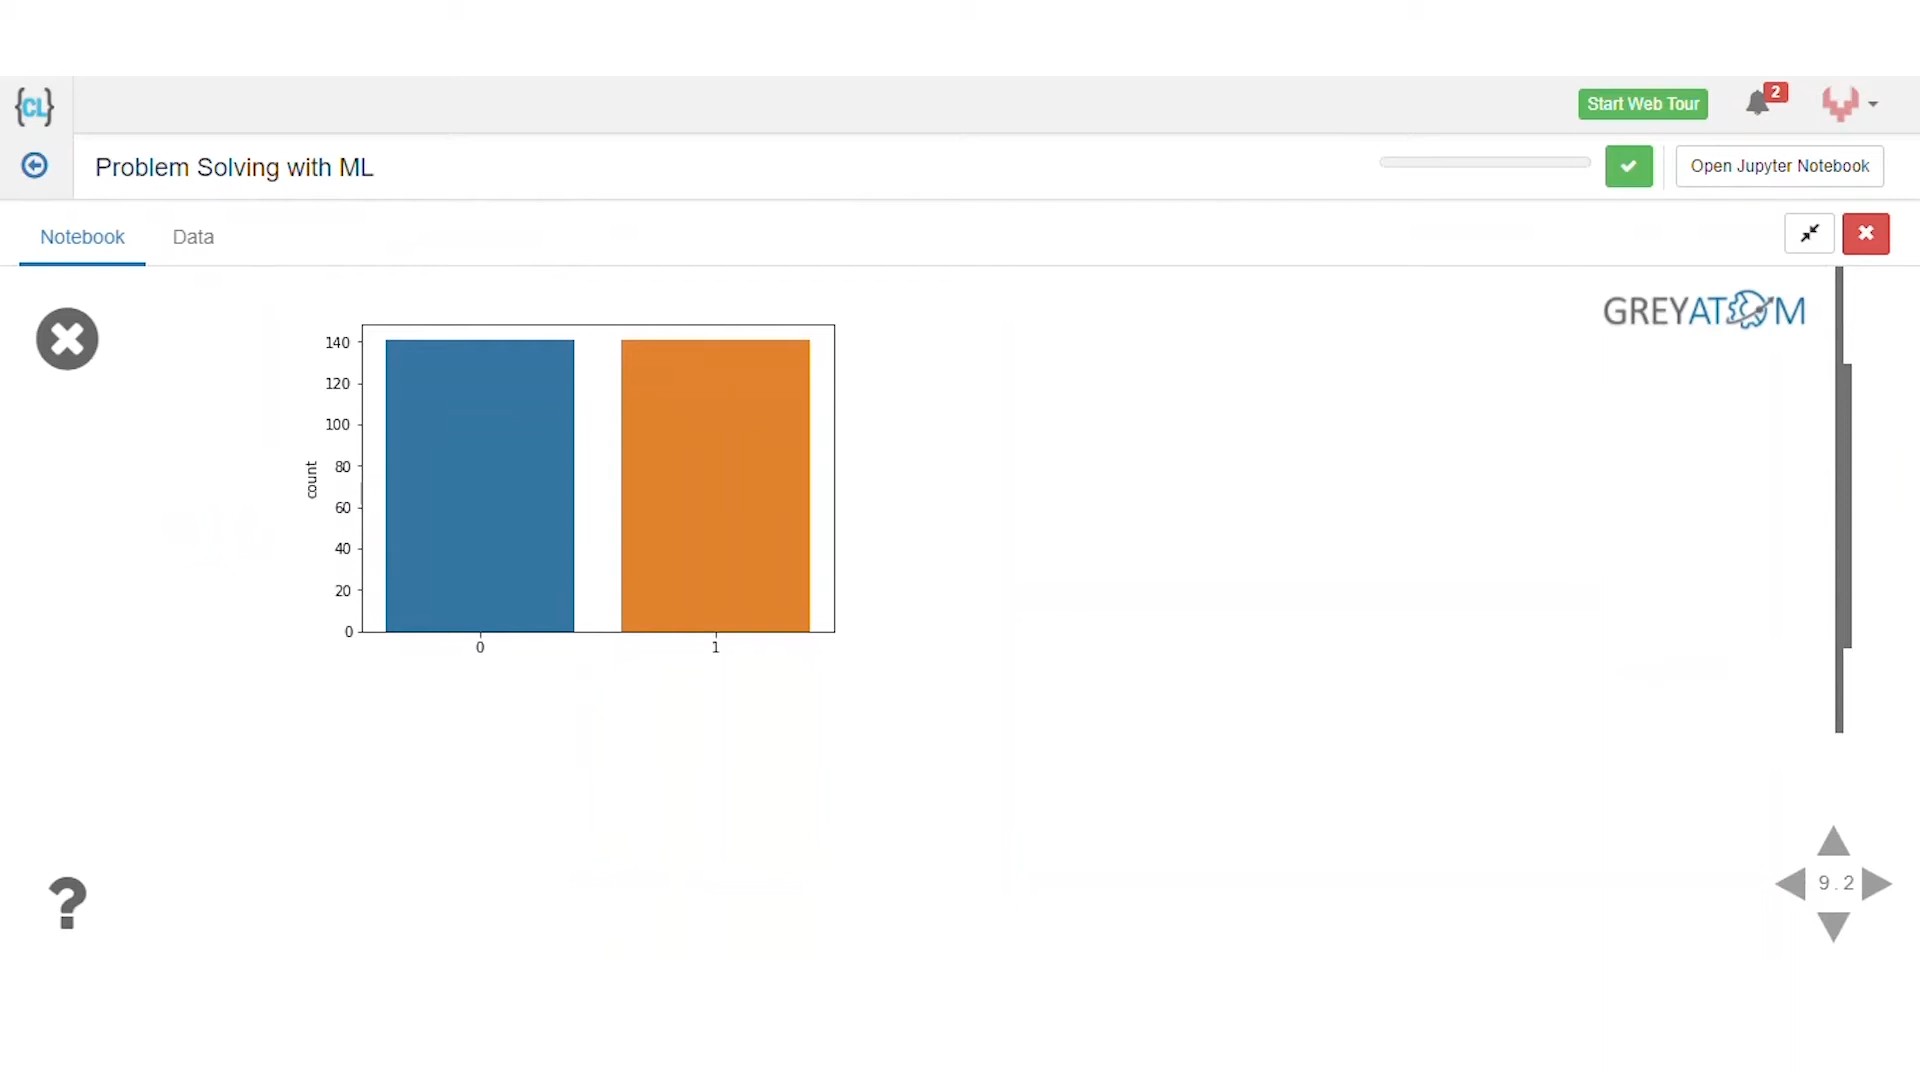 {CL}
Start Web Tour
2
Problem Solving with ML
Open Jupyter Notebook
Notebook
Data
GREYATOM
140
120
100
80
60
40
20
0
count
0
1
?
9.2